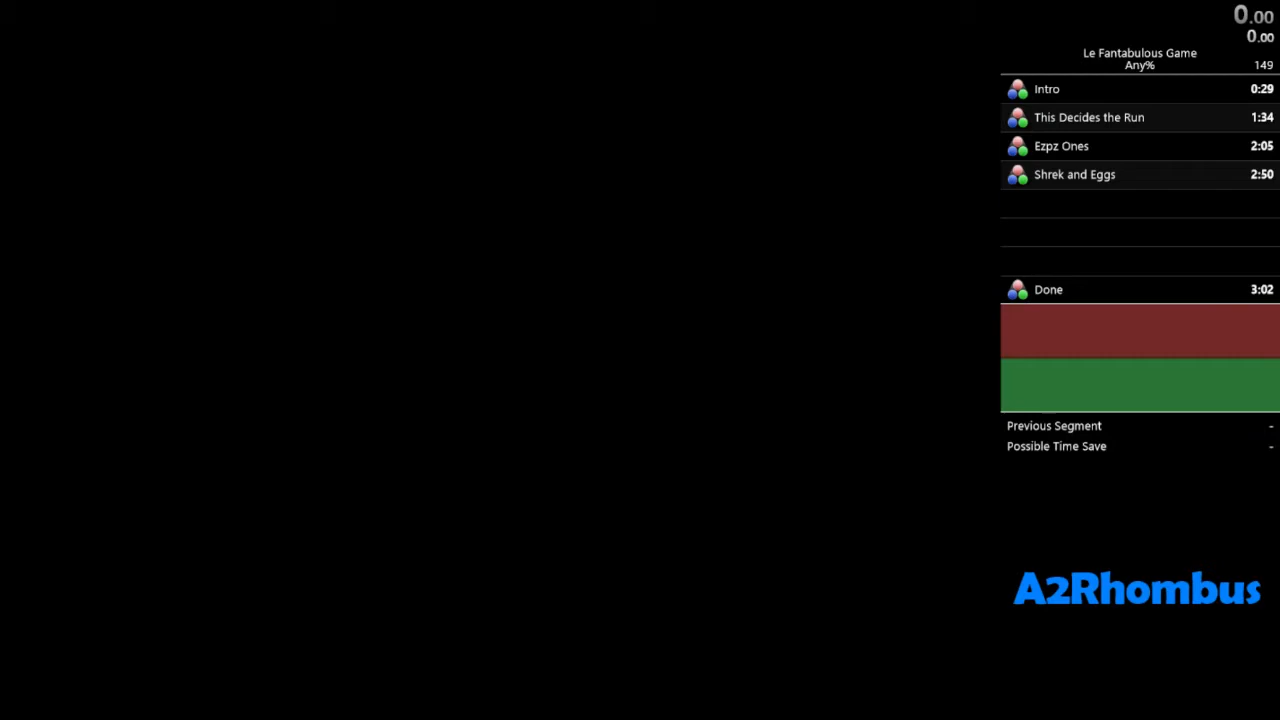 0.00
0.00
Le Fantabulous Game
Any% 149
Intro 0:29
This Decides the Run 1:34
Ezpz Ones 2:05
Shrek and Eggs 2:50
Done 3:02
Previous Segment -
Possible Time Save -
A2Rhombus